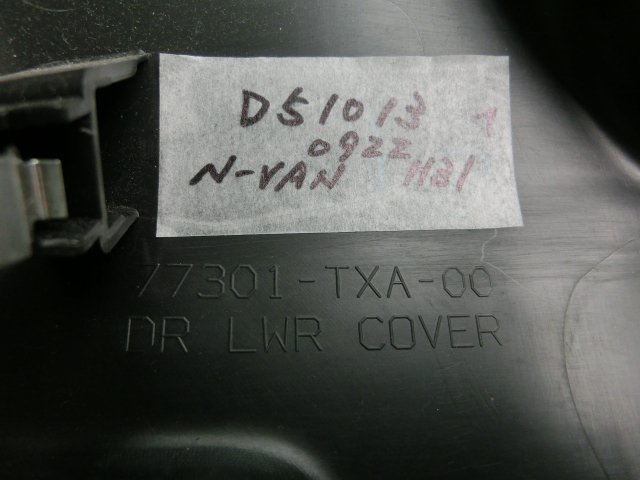 D51013
0922
N-VAN H31
77301-TXA-00
DR LWR COVER